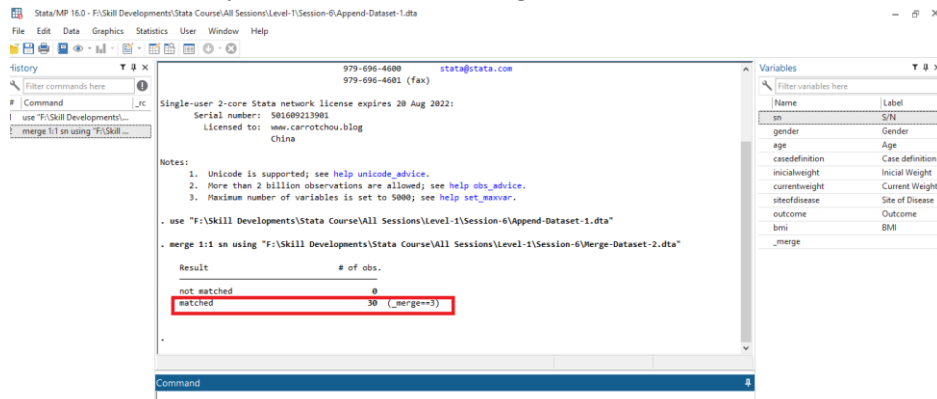 Stata/MP 16.0 - F:\Skill Developments\Stata Course\All Sessions\Level-1\Session-6\Append-Dataset-1.dta
File Edit Data Graphics Statistics User Window Help
History
Filter commands here
# Command _rc
1 use "F:\Skill Developments\...
2 merge 1:1 sn using "F:\Skill ...
979-696-4600 stata@stata.com
979-696-4601 (fax)
Single-user 2-core Stata network license expires 20 Aug 2022:
Serial number: 501609213901
Licensed to: www.carrotchou.blog
China
Notes:
1. Unicode is supported; see help unicode_advice.
2. More than 2 billion observations are allowed; see help obs_advice.
3. Maximum number of variables is set to 5000; see help set_maxvar.
. use "F:\Skill Developments\Stata Course\All Sessions\Level-1\Session-6\Append-Dataset-1.dta"
. merge 1:1 sn using "F:\Skill Developments\Stata Course\All Sessions\Level-1\Session-6\Merge-Dataset-2.dta"
Result # of obs.
not matched 0
matched 30 (_merge==3)
.
Command
Variables
Filter variables here
Name Label
sn S/N
gender Gender
age Age
casedefinition Case definition
inicialweight Inicial Weight
currentweight Current Weight
siteofdisease Site of Disease
outcome Outcome
bmi BMI
_merge